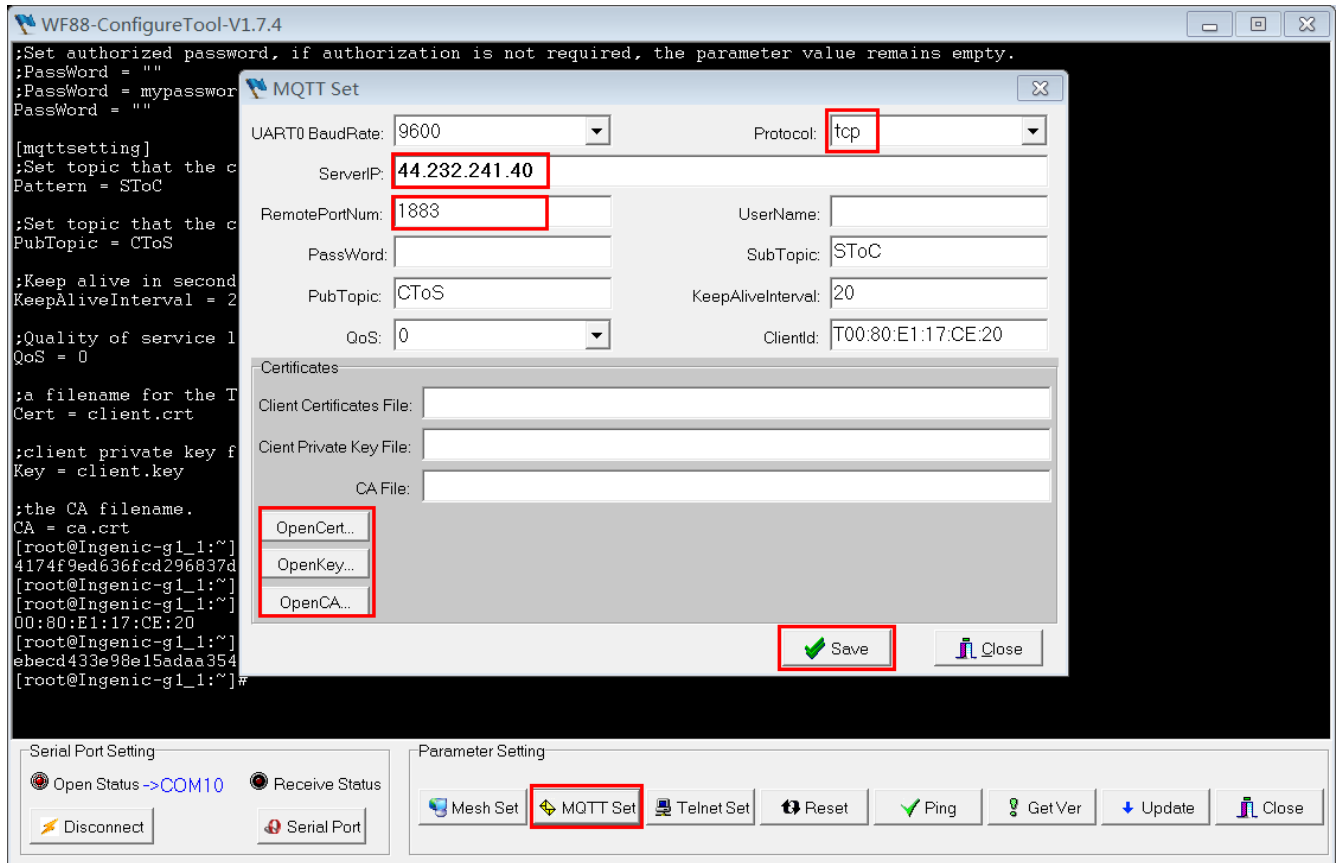 WF88-ConfigureTool-V1.7.4
;Set authorized password, if authorization is not required, the parameter value remains empty.
;PassWord = ""
;PassWord = mypasswor
PassWord = ""
[mqttsetting]
;Set topic that the c
Pattern = SToC
;Set topic that the c
PubTopic = CToS
;Keep alive in second
KeepAliveInterval = 2
;Quality of service l
QoS = 0
;a filename for the T
Cert = client.crt
;client private key f
Key = client.key
;the CA filename.
CA = ca.crt
[root@Ingenic-g1_1:~]
4174f9ed636fcd296837d
[root@Ingenic-g1_1:~]
[root@Ingenic-g1_1:~]
00:80:E1:17:CE:20
[root@Ingenic-g1_1:~]
ebecd433e98e15adaa354
[root@Ingenic-g1_1:~]#
MQTT Set
UART0 BaudRate: 9600 Protocol: tcp
ServerIP: 44.232.241.40
RemotePortNum: 1883 UserName:
PassWord: SubTopic: SToC
PubTopic: CToS KeepAliveInterval: 20
QoS: 0 ClientId: T00:80:E1:17:CE:20
Certificates
Client Certificates File:
Cient Private Key File:
CA File:
OpenCert...
OpenKey...
OpenCA...
Save Close
Serial Port Setting
Open Status ->COM10 Receive Status
Disconnect Serial Port
Parameter Setting
Mesh Set MQTT Set Telnet Set Reset Ping Get Ver Update Close